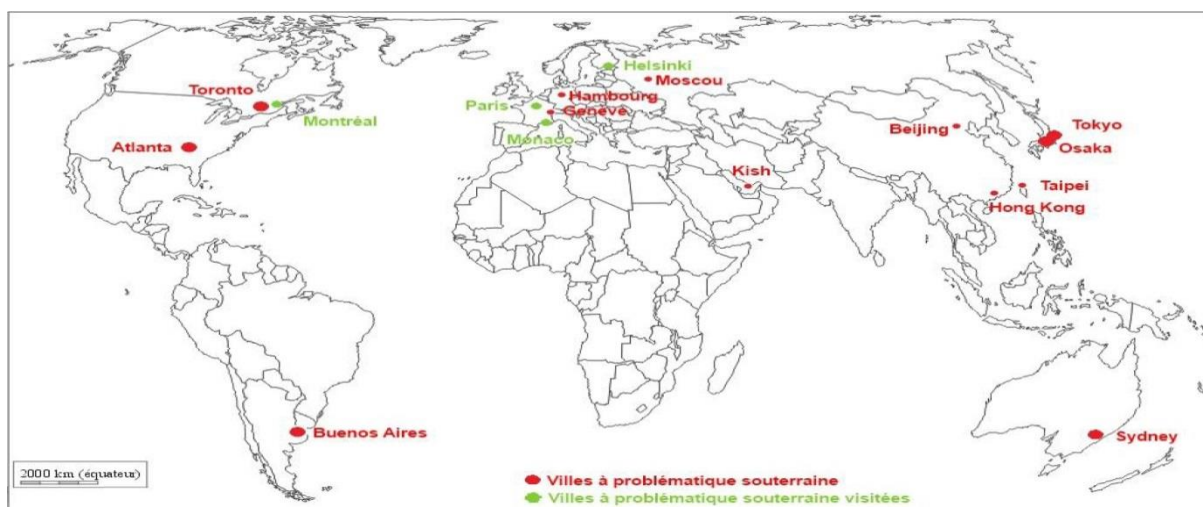 Helsinki
Moscou
Toronto
Hambourg
Paris
Genève
Montréal
Monaco
Beijing
Tokyo
Osaka
Atlanta
Kish
Taipei
Hong Kong
Buenos Aires
Sydney
2000 km (équateur)
Villes à problématique souterraine
Villes à problématique souterraine visitées